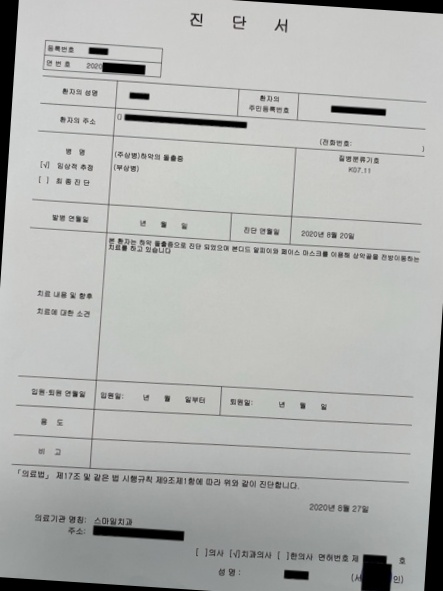 진 단 서
등록번호
연 번 호 2020
환자의 성명
환자의
주민등록번호
환자의 주소
(전화번호: )
병 명
[√] 임상적 추정
[ ] 최 종 진 단
(주상병)하악의 돌출증
(부상병)
질병분류기호
K07.11
발병 연월일
년 월 일
진단 연월일
2020년 8월 20일
치료 내용 및 향후
치료에 대한 소견
본 환자는 하악 돌출증으로 진단 되었으며 본디드 알피이와 페이스 마스크를 이용해 상악골을 전방이동하는
치료를 하고 있습니다
입원·퇴원 연월일
입원일: 년 월 일부터
퇴원일: 년 월 일
용 도
비 고
「의료법」 제17조 및 같은 법 시행규칙 제9조제1항에 따라 위와 같이 진단합니다.
2020년 8월 27일
의료기관 명칭: 스마일치과
주소:
[ ]의사 [√]치과의사 [ ]한의사 면허번호 제 호
성 명 :
(서 인)